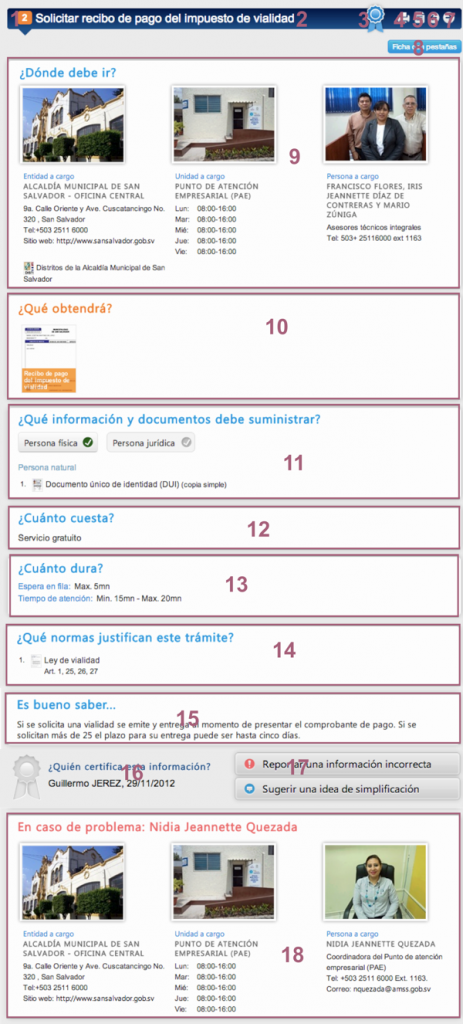 1 2 Solicitar recibo de pago del impuesto de vialidad 2 3 4 5 6 7
8
¿Dónde debe ir?
9
Entidad a cargo
ALCALDÍA MUNICIPAL DE SAN
SALVADOR - OFICINA CENTRAL
9a. Calle Oriente y Ave. Cuscatancingo No.
320 , San Salvador
Tel:+503 2511 6000
Sitio web: http://www.sansalvador.gob.sv
Distritos de la Alcaldía Municipal de San
Salvador
Unidad a cargo
PUNTO DE ATENCIÓN
EMPRESARIAL (PAE)
Lun: 08:00-16:00
Mar: 08:00-16:00
Mié: 08:00-16:00
Jue: 08:00-16:00
Vie: 08:00-16:00
Persona a cargo
FRANCISCO FLORES, IRIS
JEANNETTE DÍAZ DE
CONTRERAS Y MARIO
ZÚNIGA
Asesores técnicos integrales
Tel: 503+ 25116000 ext 1163
¿Qué obtendrá?
10
Recibo de pago
del impuesto de
vialidad
¿Qué información y documentos debe suministrar?
Persona física Persona juridica
11
Persona natural
1. Documento único de identidad (DUI) (copia simple)
¿Cuánto cuesta?
12
Servicio gratuito
¿Cuánto dura?
13
Espera en fila: Max. 5mn
Tiempo de atención: Min. 15mn - Max. 20mn
¿Qué normas justifican este trámite?
14
1. Ley de vialidad
Art. 1, 25, 26, 27
Es bueno saber...
15
Si se solicita una vialidad se emite y entrega al momento de presentar el comprobante de pago. Si se
solicitan más de 25 el plazo para su entrega puede ser hasta cinco días.
¿Quién certifica esta información?
16
Guillermo JEREZ, 29/11/2012
17
Reportar una información incorrecta
Sugerir una idea de simplificación
En caso de problema: Nidia Jeannette Quezada
18
Entidad a cargo
ALCALDÍA MUNICIPAL DE SAN
SALVADOR - OFICINA CENTRAL
9a. Calle Oriente y Ave. Cuscatancingo No.
320 , San Salvador
Tel:+503 2511 6000
Sitio web: http://www.sansalvador.gob.sv
Unidad a cargo
PUNTO DE ATENCIÓN
EMPRESARIAL (PAE)
Lun: 08:00-16:00
Mar: 08:00-16:00
Mié: 08:00-16:00
Jue: 08:00-16:00
Vie: 08:00-16:00
Persona a cargo
NIDIA JEANNETTE QUEZADA
Coordinadora del Punto de atención
empresarial (PAE)
Tel: +503 2511 6000 Ext. 1163.
Correo: nquezada@amss.gob.sv